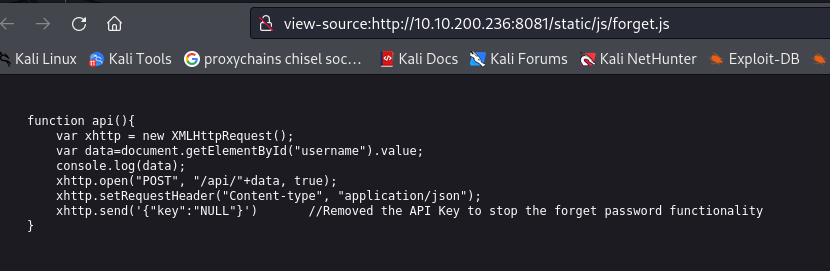 view-source:http://10.10.200.236:8081/static/js/forget.js
Kali Linux Kali Tools proxychains chisel soc... Kali Docs Kali Forums Kali NetHunter Exploit-DB
function api(){
    var xhttp = new XMLHttpRequest();
    var data=document.getElementById("username").value;
    console.log(data);
    xhttp.open("POST", "/api/"+data, true);
    xhttp.setRequestHeader("Content-type", "application/json");
    xhttp.send('{"key":"NULL"}')       //Removed the API Key to stop the forget password functionality
}